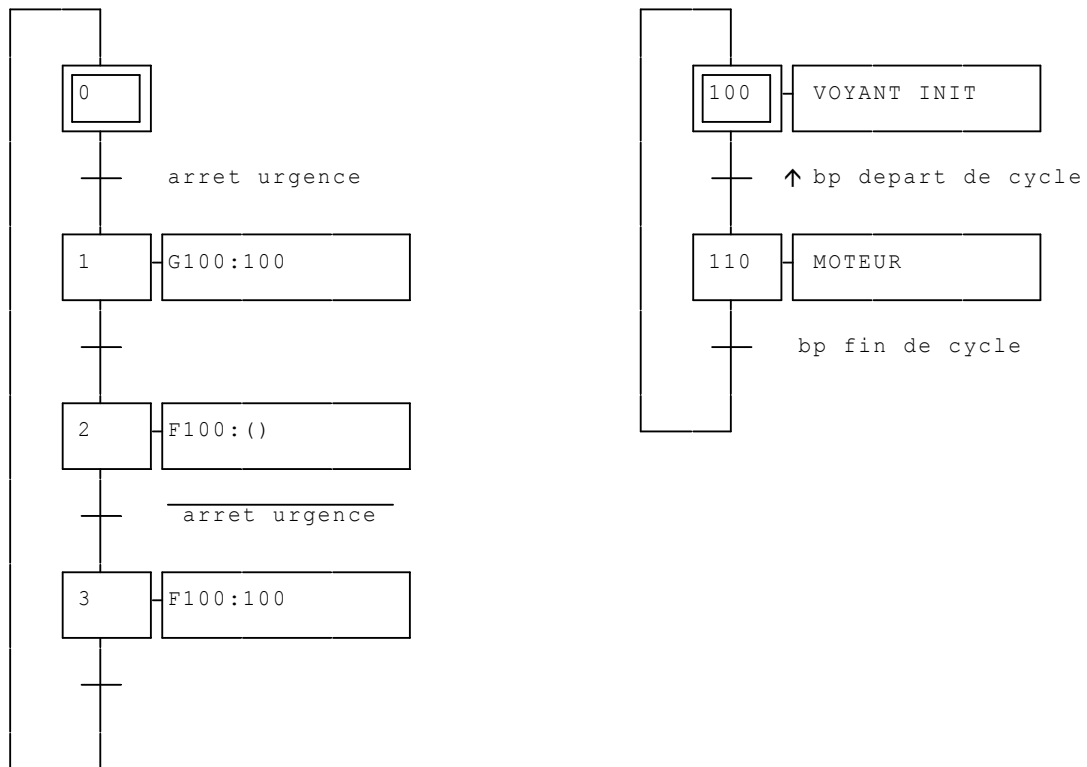 0
arret urgence
1
G100:100
2
F100:()
arret urgence
3
F100:100
100
VOYANT INIT
↑ bp depart de cycle
110
MOTEUR
bp fin de cycle